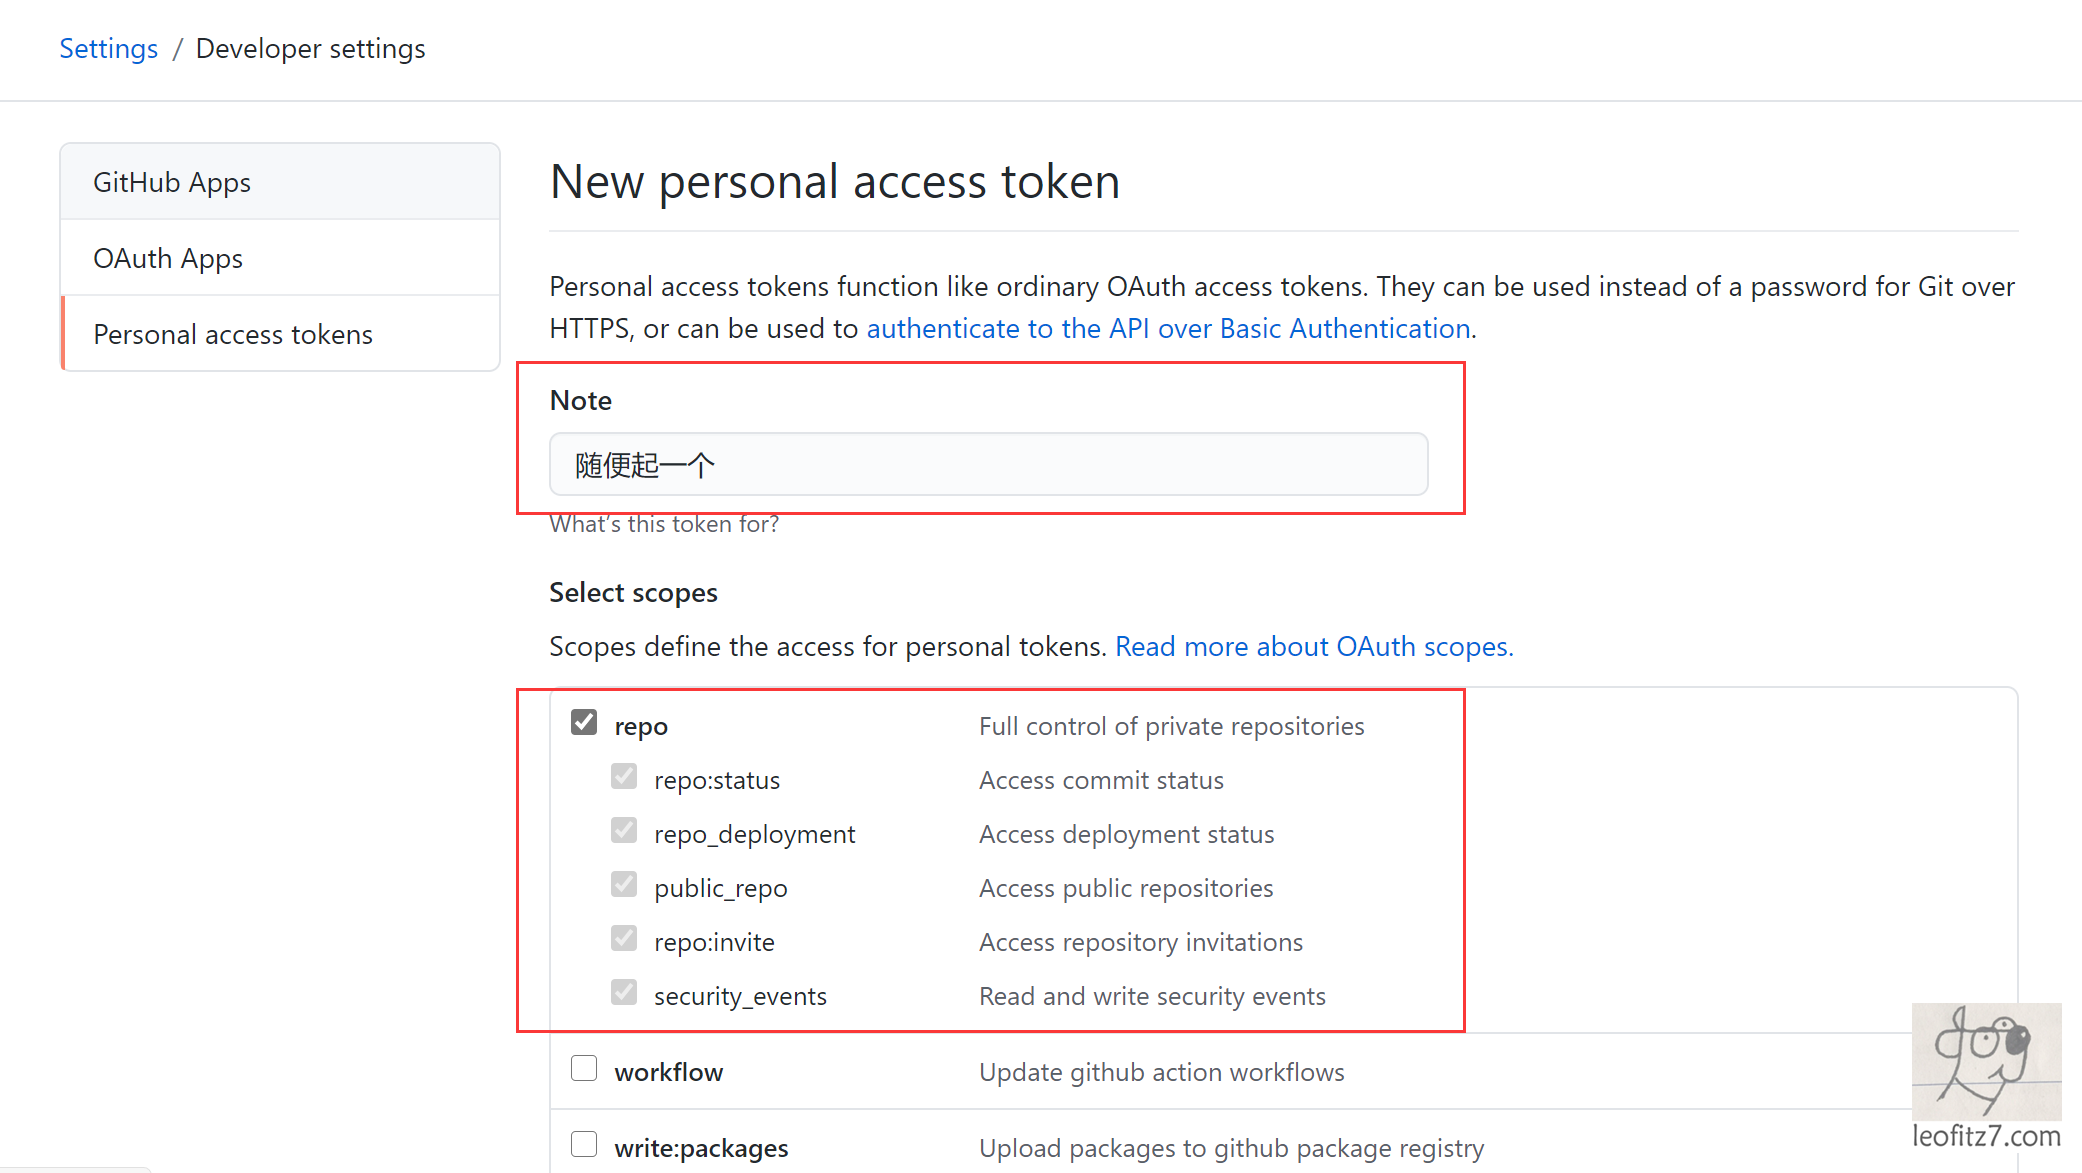 Settings / Developer settings
GitHub Apps
OAuth Apps
Personal access tokens
New personal access token
Personal access tokens function like ordinary OAuth access tokens. They can be used instead of a password for Git over
HTTPS, or can be used to authenticate to the API over Basic Authentication.
Note
随便起一个
What's this token for?
Select scopes
Scopes define the access for personal tokens. Read more about OAuth scopes.
repo Full control of private repositories
repo:status Access commit status
repo_deployment Access deployment status
public_repo Access public repositories
repo:invite Access repository invitations
security_events Read and write security events
workflow Update github action workflows
write:packages Upload packages to github package registry
dog
leofitz7.com